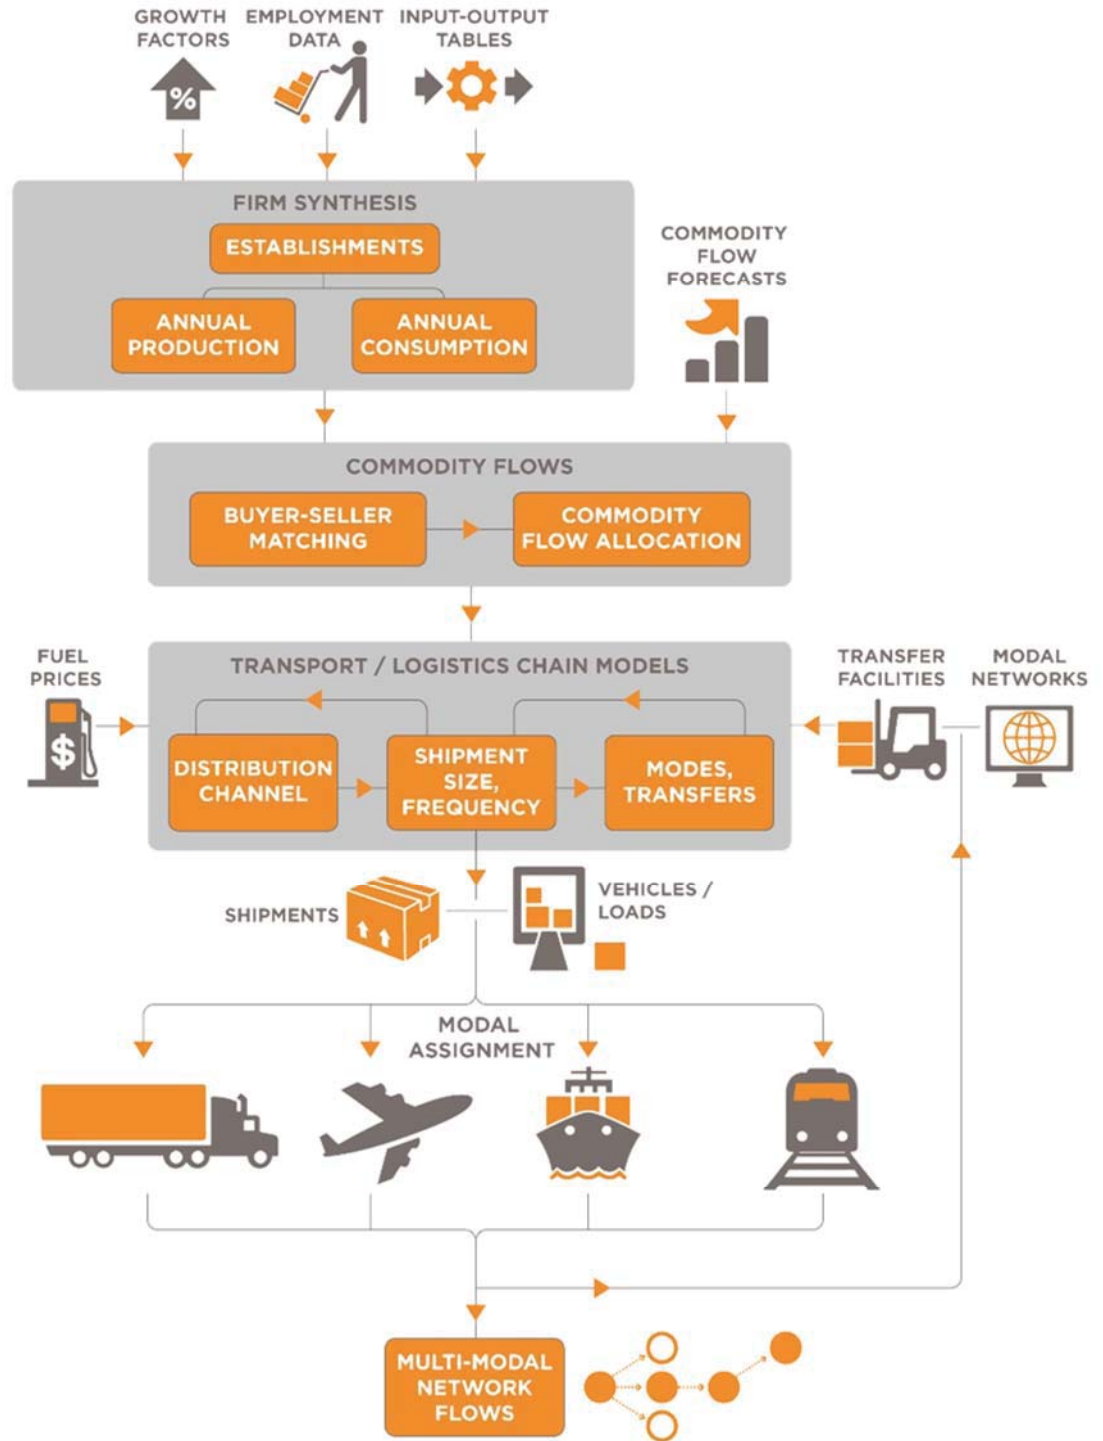 GROWTH
FACTORS
EMPLOYMENT
DATA
INPUT-OUTPUT
TABLES
%
FIRM SYNTHESIS
ESTABLISHMENTS
ANNUAL
PRODUCTION
ANNUAL
CONSUMPTION
COMMODITY
FLOW
FORECASTS
COMMODITY FLOWS
BUYER-SELLER
MATCHING
COMMODITY
FLOW ALLOCATION
FUEL
PRICES
$
TRANSPORT / LOGISTICS CHAIN MODELS
DISTRIBUTION
CHANNEL
SHIPMENT
SIZE,
FREQUENCY
MODES,
TRANSFERS
TRANSFER
FACILITIES
MODAL
NETWORKS
SHIPMENTS
VEHICLES /
LOADS
MODAL
ASSIGNMENT
MULTI-MODAL
NETWORK
FLOWS